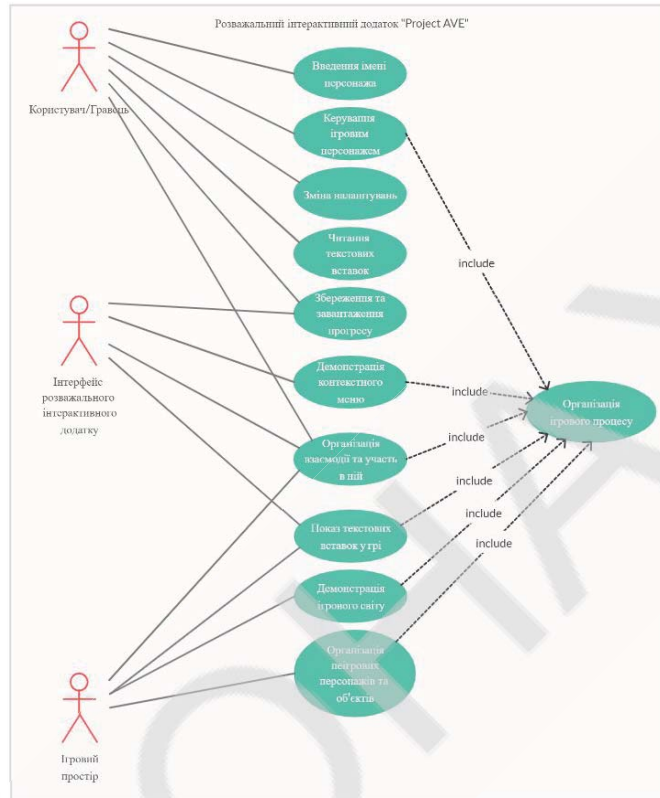 Розважальний інтерактивний додаток "Project AVE"
Введення імені
персонажа
Користувач/Гравець
Керування
ігровим
персонажем
Зміна налаштувань
Читання
текстових
вставок
include
Збереження та
завантаження
прогресу
Інтерфейс
розважального
інтерактивного
додатку
Демонстрація
контекстного
меню
include
Організація
ігрового процесу
Організація
взаємодії та участь
в ній
include
include
Показ текстових
вставок у грі
include
include
Демонстрація
ігрового світу
Організація
неігрових
персонажів та
об'єктів
Ігровий
простір